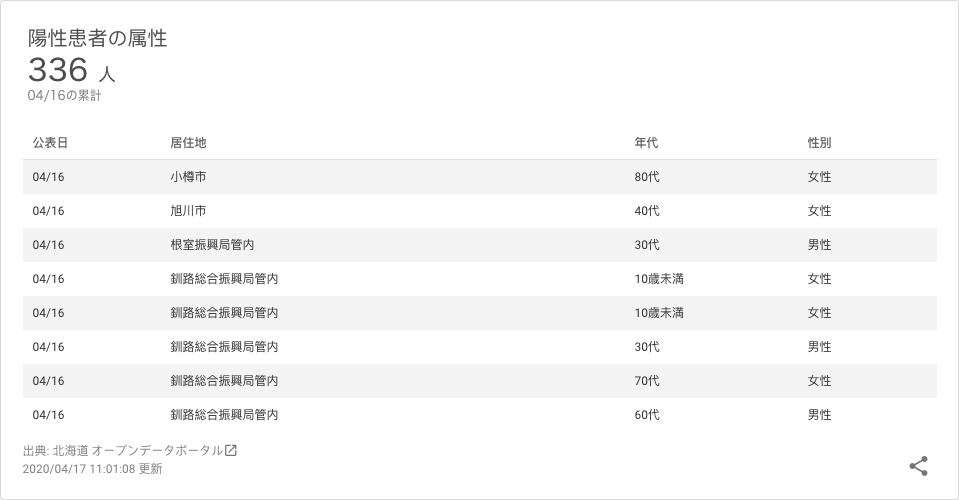 陽性患者の属性
336 人
04/16の累計
公表日 居住地 年代 性別
04/16 小樽市 80代 女性
04/16 旭川市 40代 女性
04/16 根室振興局管内 30代 男性
04/16 釧路総合振興局管内 10歳未満 女性
04/16 釧路総合振興局管内 10歳未満 女性
04/16 釧路総合振興局管内 30代 男性
04/16 釧路総合振興局管内 70代 女性
04/16 釧路総合振興局管内 60代 男性
出典: 北海道 オープンデータポータル
2020/04/17 11:01:08 更新